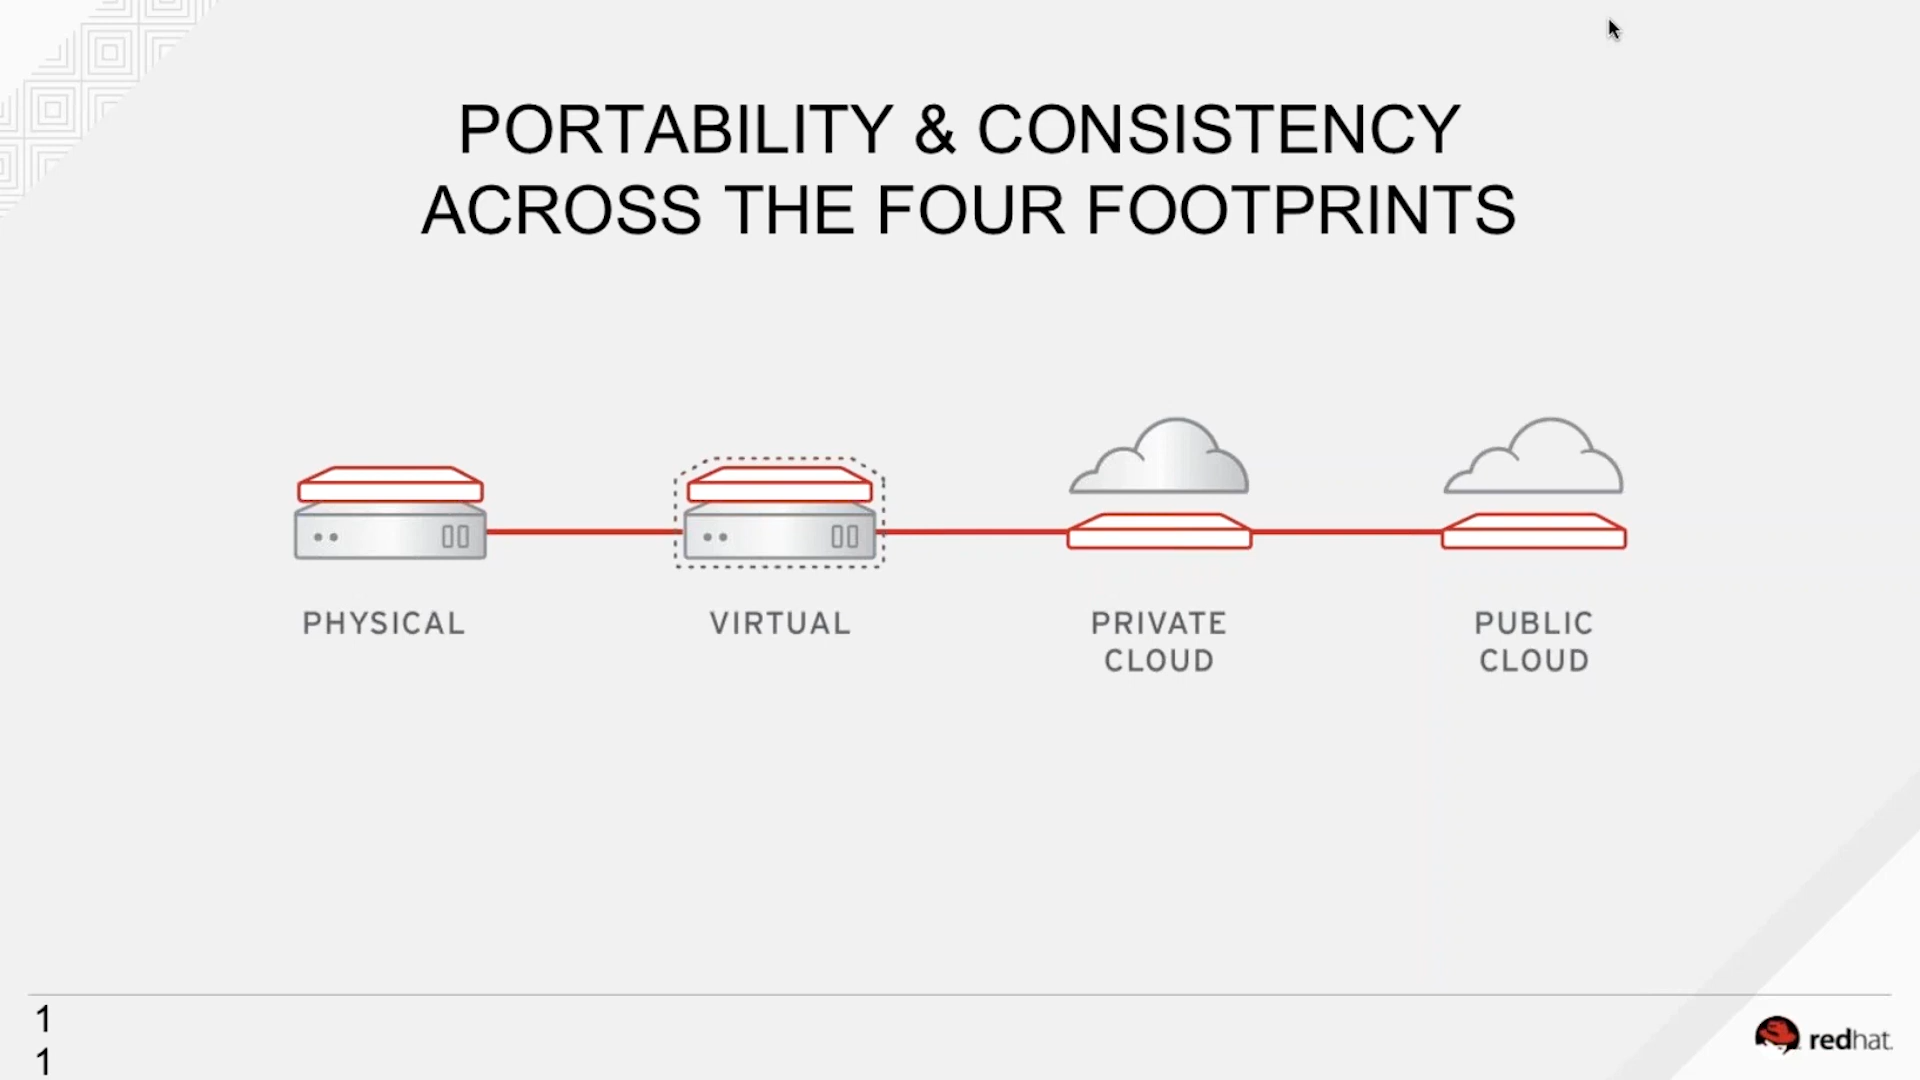 PORTABILITY & CONSISTENCY
ACROSS THE FOUR FOOTPRINTS
PHYSICAL
VIRTUAL
PRIVATE
CLOUD
PUBLIC
CLOUD
1
1
redhat.